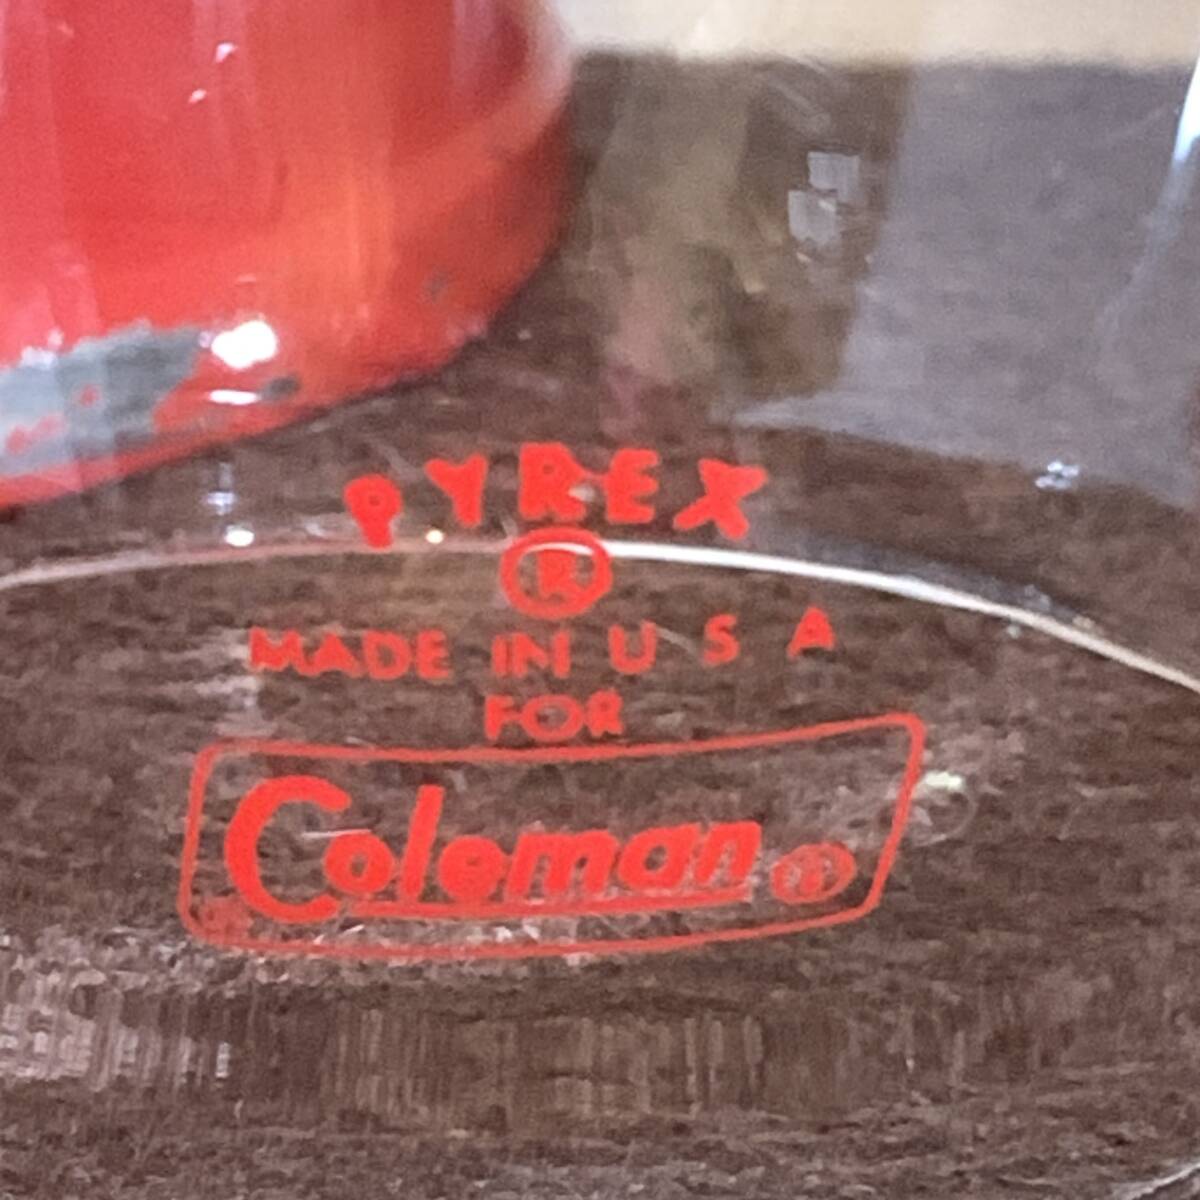 PYREX
®
MADE IN U S A
FOR
Coleman ®